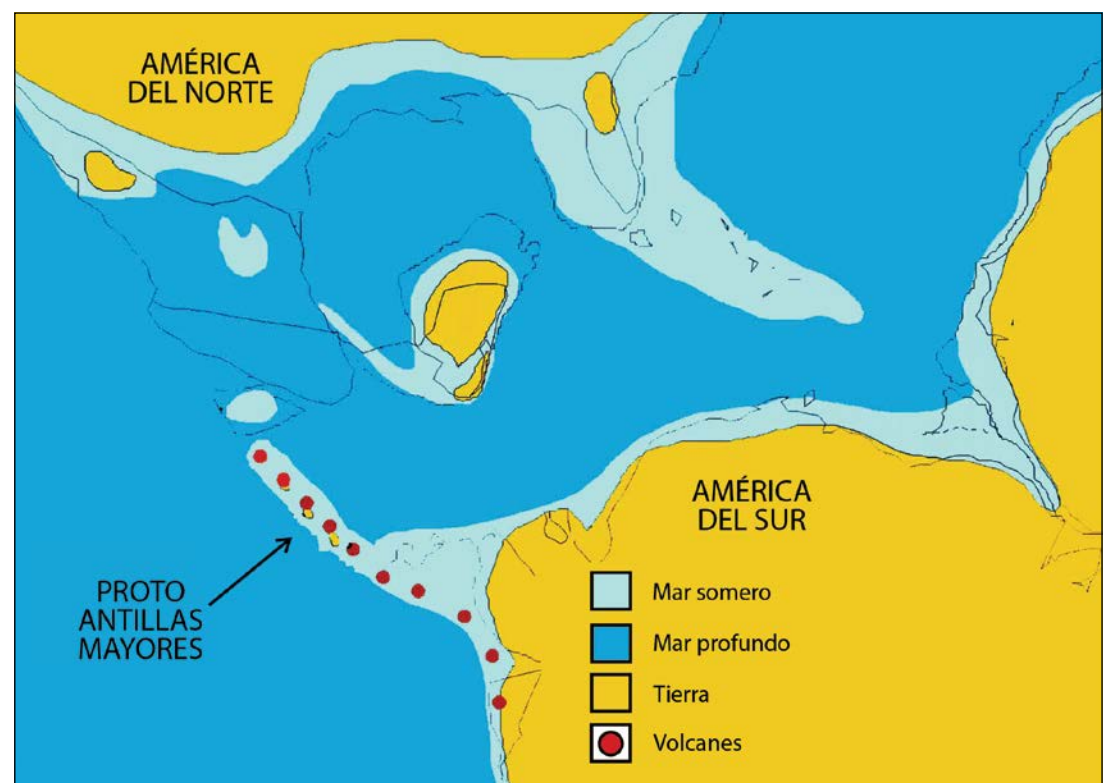 AMÉRICA
DEL NORTE
AMÉRICA
DEL SUR
PROTO
ANTILLAS
MAYORES
Mar somero
Mar profundo
Tierra
Volcanes